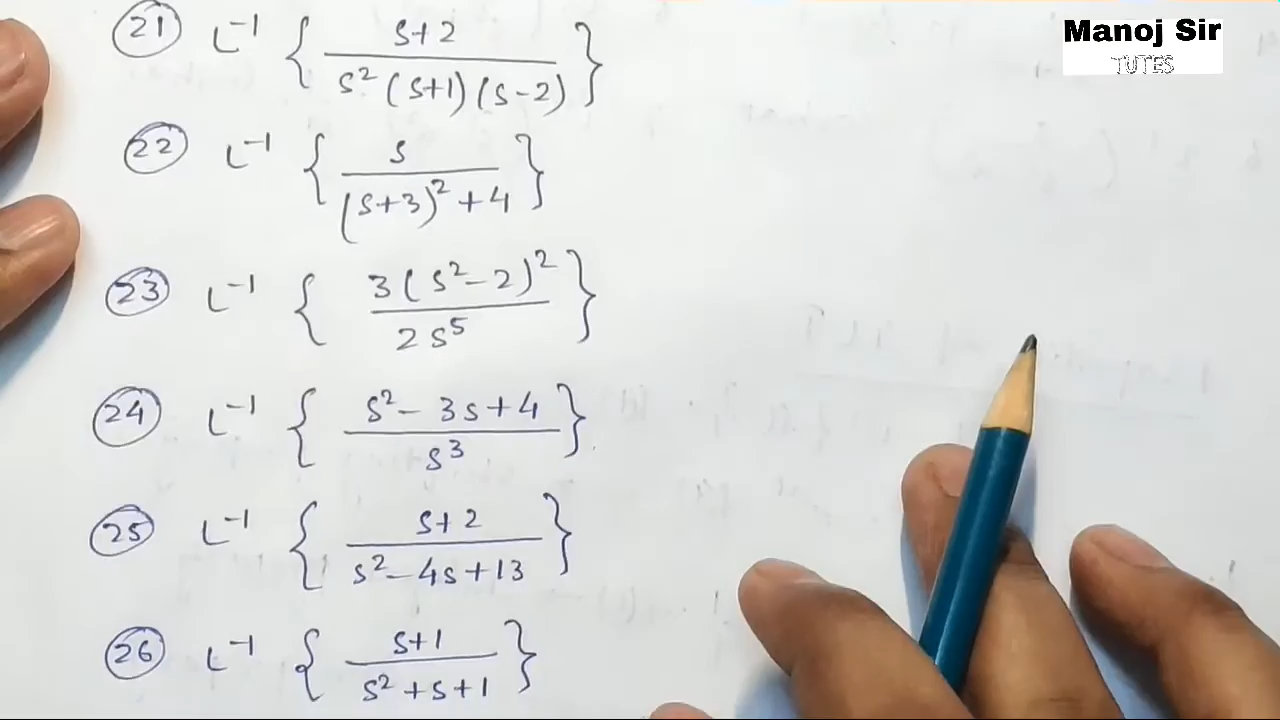 Manoj Sir
TUTES
(21) L⁻¹ { (s+2) / (s² (s+1) (s-2)) }
(22) L⁻¹ { s / ((s+3)² + 4) }
(23) L⁻¹ { 3(s²-2)² / (2s⁵) }
(24) L⁻¹ { (s² - 3s + 4) / s³ }
(25) L⁻¹ { (s+2) / (s² - 4s + 13) }
(26) L⁻¹ { (s+1) / (s² + s + 1) }